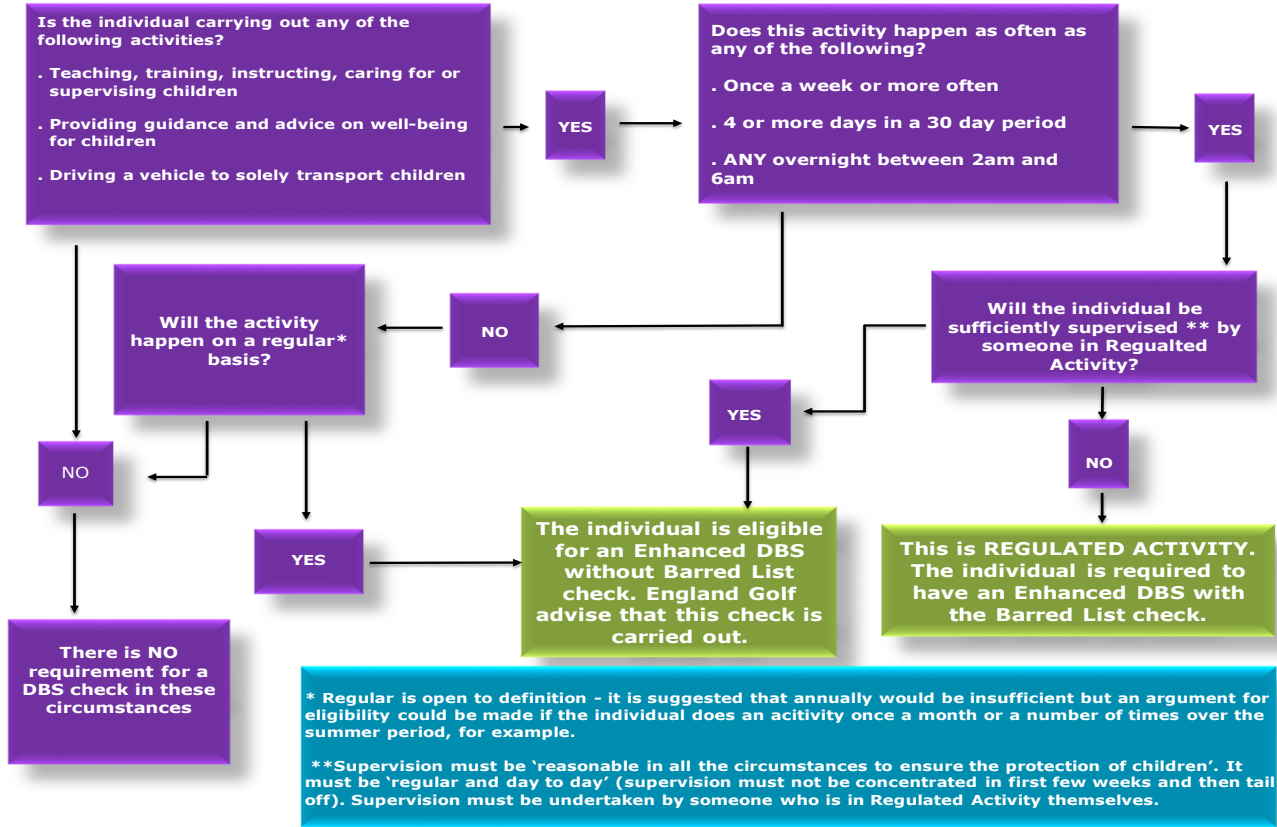 Is the individual carrying out any of the
following activities?
. Teaching, training, instructing, caring for or
supervising children
. Providing guidance and advice on well-being
for children
. Driving a vehicle to solely transport children
YES
Does this activity happen as often as
any of the following?
. Once a week or more often
. 4 or more days in a 30 day period
. ANY overnight between 2am and
6am
YES
Will the activity
happen on a regular*
basis?
NO
Will the individual be
sufficiently supervised ** by
someone in Regualted
Activity?
YES
NO
NO
YES
The individual is eligible
for an Enhanced DBS
without Barred List
check. England Golf
advise that this check is
carried out.
This is REGULATED ACTIVITY.
The individual is required to
have an Enhanced DBS with
the Barred List check.
There is NO
requirement for a
DBS check in these
circumstances
* Regular is open to definition - it is suggested that annually would be insufficient but an argument for
eligibility could be made if the individual does an acitivity once a month or a number of times over the
summer period, for example.
**Supervision must be ‘reasonable in all the circumstances to ensure the protection of children’. It
must be ‘regular and day to day’ (supervision must not be concentrated in first few weeks and then tail
off). Supervision must be undertaken by someone who is in Regulated Activity themselves.